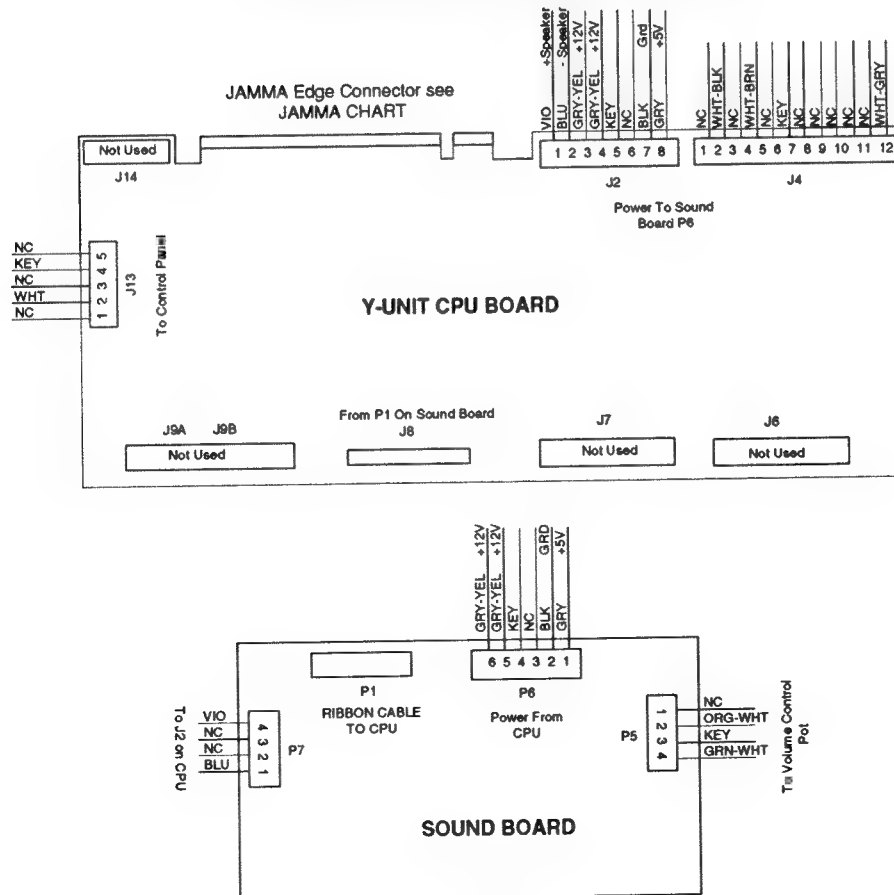 JAMMA Edge Connector see
JAMMA CHART
VIO +Speaker
BLU - Speaker
GRY-YEL +12V
GRY-YEL +12V
KEY
NC
BLK Grd
GRY +5V
1 2 3 4 5 6 7 8
J2
Power To Sound
Board P6
NC
WHT-BLK
NC
WHT-BRN
NC
KEY
NC
NC
NC
NC
NC
WHT-GRY
1 2 3 4 5 6 7 8 9 10 11 12
J4
Not Used
J14
NC
KEY
NC
WHT
NC
1 2 3 4 5
J13
To Control Panel
Y-UNIT CPU BOARD
J9A J9B
Not Used
From P1 On Sound Board
J8
J7
Not Used
J6
Not Used
GRY-YEL +12V
GRY-YEL +12V
KEY
NC
BLK GRD
GRY +5V
6 5 4 3 2 1
P6
Power From
CPU
P1
RIBBON CABLE
TO CPU
To J2 on CPU
VIO
NC
NC
BLU
4 3 2 1
P7
P5
1 2 3 4
NC
ORG-WHT
KEY
GRN-WHT
To Volume Control
Pot
SOUND BOARD